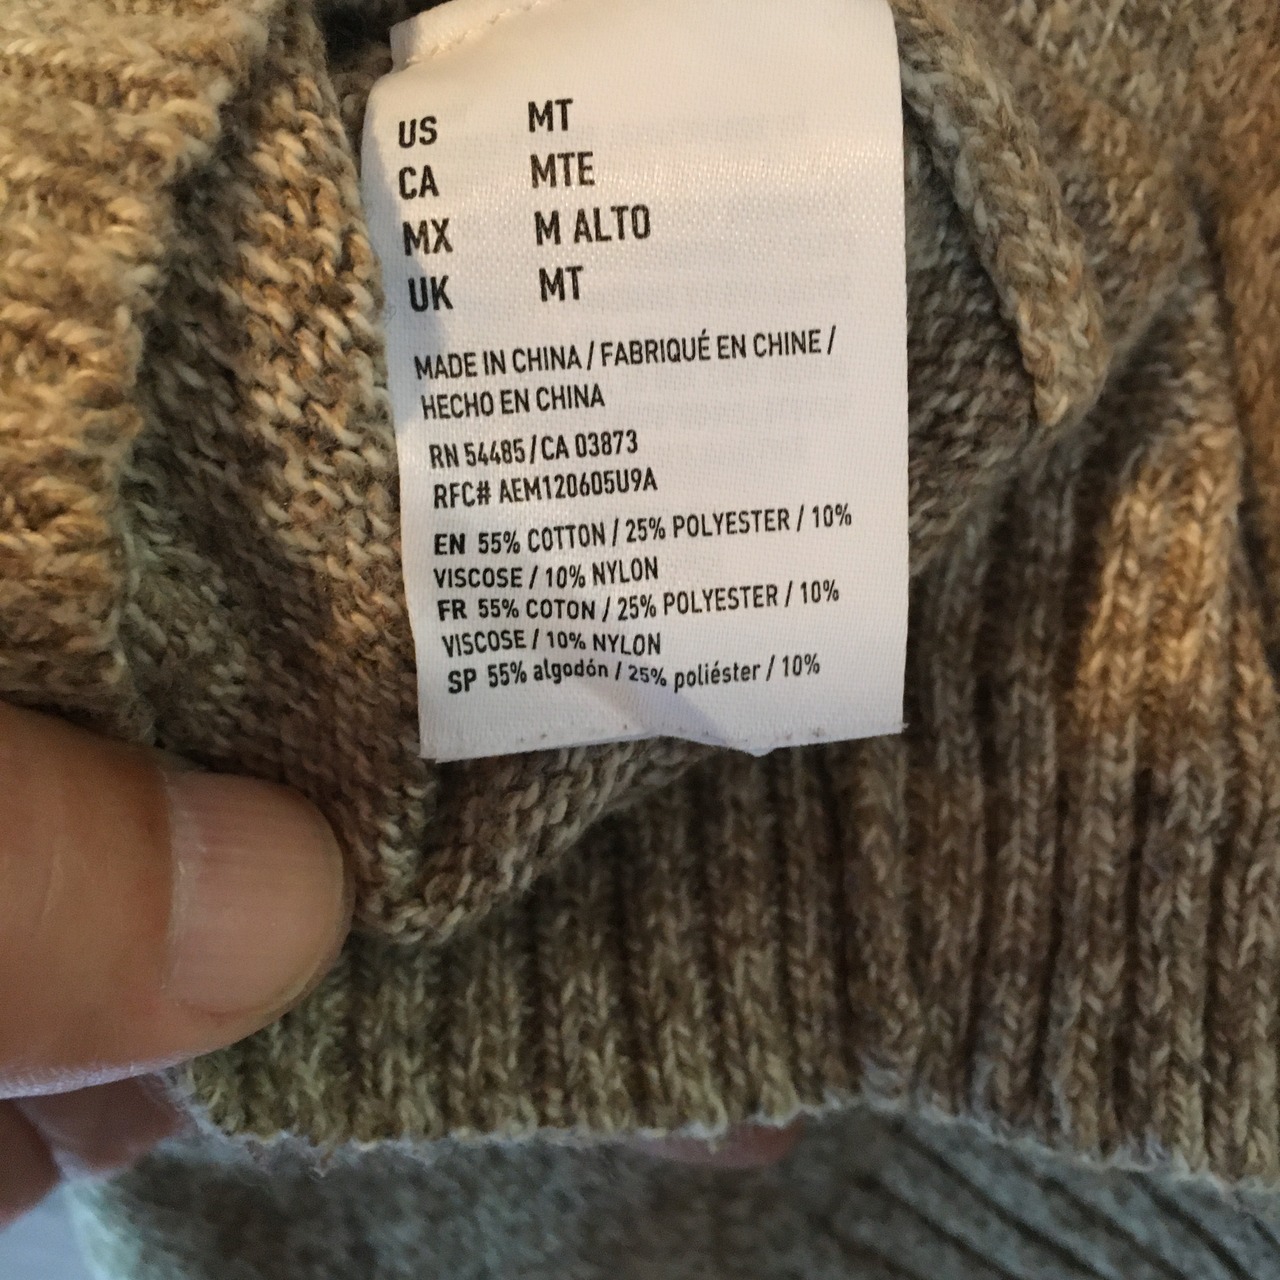 US MT
CA MTE
MX M ALTO
UK MT
MADE IN CHINA / FABRIQUÉ EN CHINE /
HECHO EN CHINA
RN 54485 / CA 03873
RFC# AEM120605U9A
EN 55% COTTON / 25% POLYESTER / 10%
VISCOSE / 10% NYLON
FR 55% COTON / 25% POLYESTER / 10%
VISCOSE / 10% NYLON
SP 55% algodón / 25% poliéster / 10%